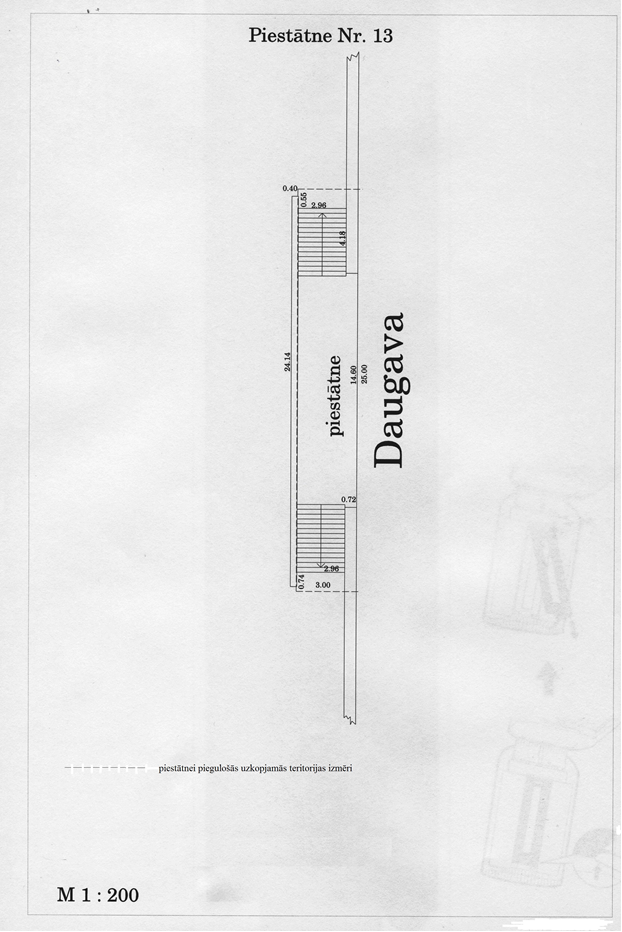 Piestātne Nr. 13
0.40
0.55
2.96
4.18
24.14
piestātne
14.60
25.00
Daugava
0.72
2.96
0.74
3.00
piestātnei piegulošās uzkopjamās teritorijas izmēri
M 1 : 200